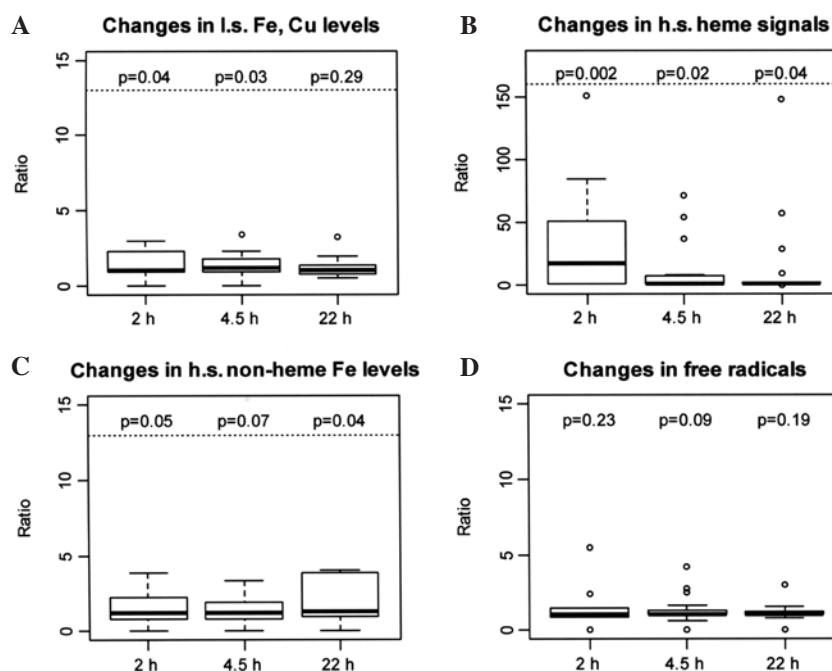 A
Changes in l.s. Fe, Cu levels
15
10
5
0
Ratio
p=0.04 p=0.03 p=0.29
2 h 4.5 h 22 h
B
Changes in h.s. heme signals
150
100
50
0
Ratio
p=0.002 p=0.02 p=0.04
2 h 4.5 h 22 h
C
Changes in h.s. non-heme Fe levels
15
10
5
0
Ratio
p=0.05 p=0.07 p=0.04
2 h 4.5 h 22 h
D
Changes in free radicals
15
10
5
0
Ratio
p=0.23 p=0.09 p=0.19
2 h 4.5 h 22 h